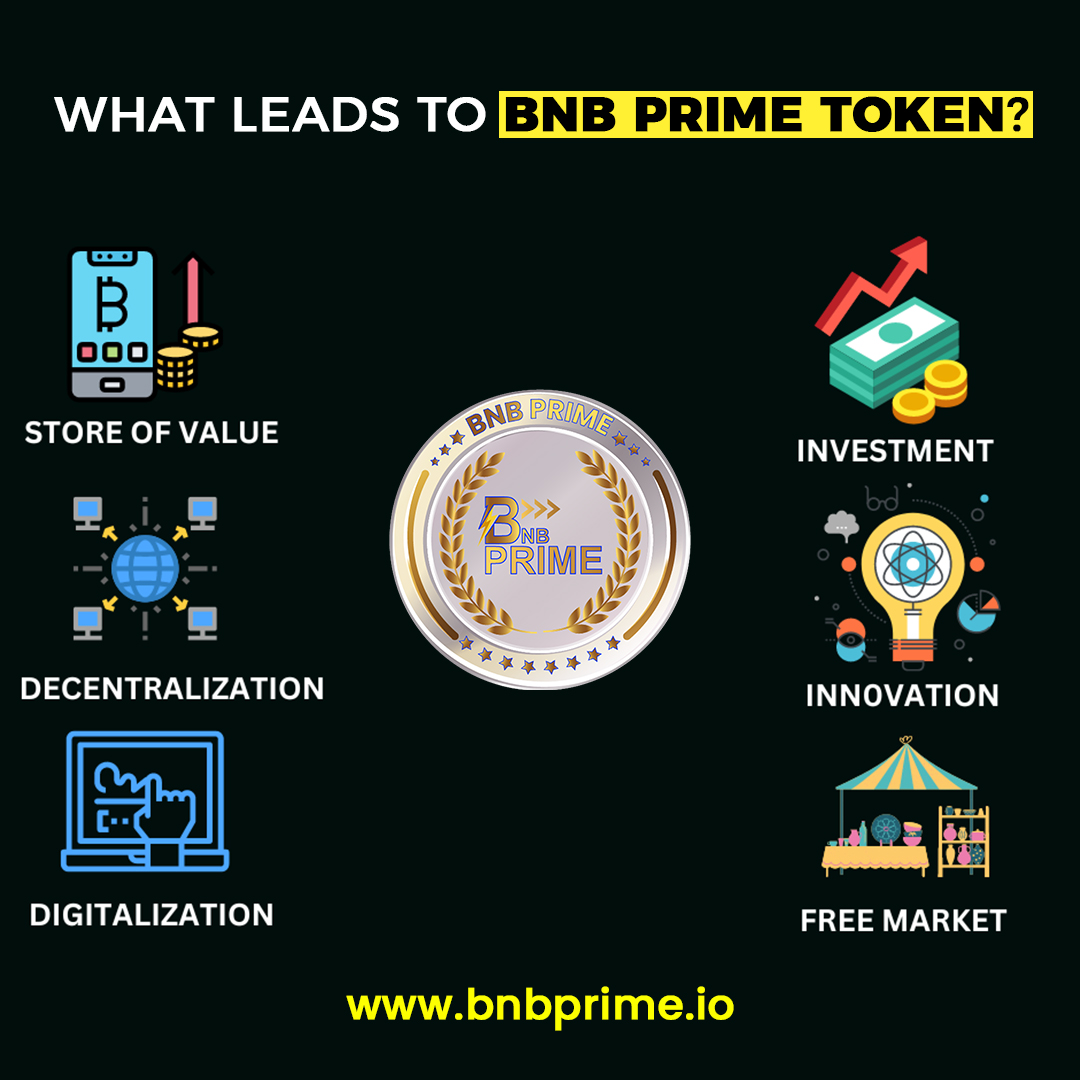 WHAT LEADS TO BNB PRIME TOKEN?
STORE OF VALUE
INVESTMENT
BNB PRIME
BNB
PRIME
DECENTRALIZATION
INN0VATION
DIGITALIZATION
FREE MARKET
www.bnbprime.io